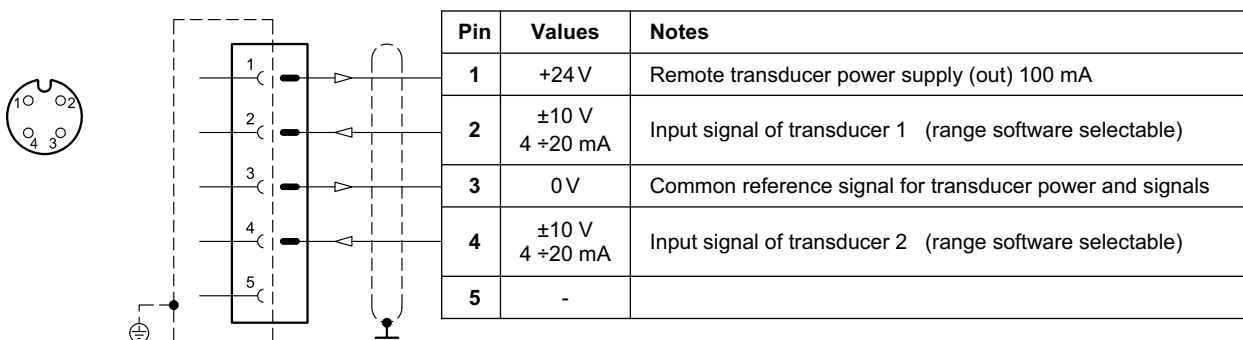 1 2
4 3
1
2
3
4
5
Pin Values Notes
1 +24 V Remote transducer power supply (out) 100 mA
2 ±10 V
4 ÷20 mA Input signal of transducer 1 (range software selectable)
3 0 V Common reference signal for transducer power and signals
4 ±10 V
4 ÷20 mA Input signal of transducer 2 (range software selectable)
5 -